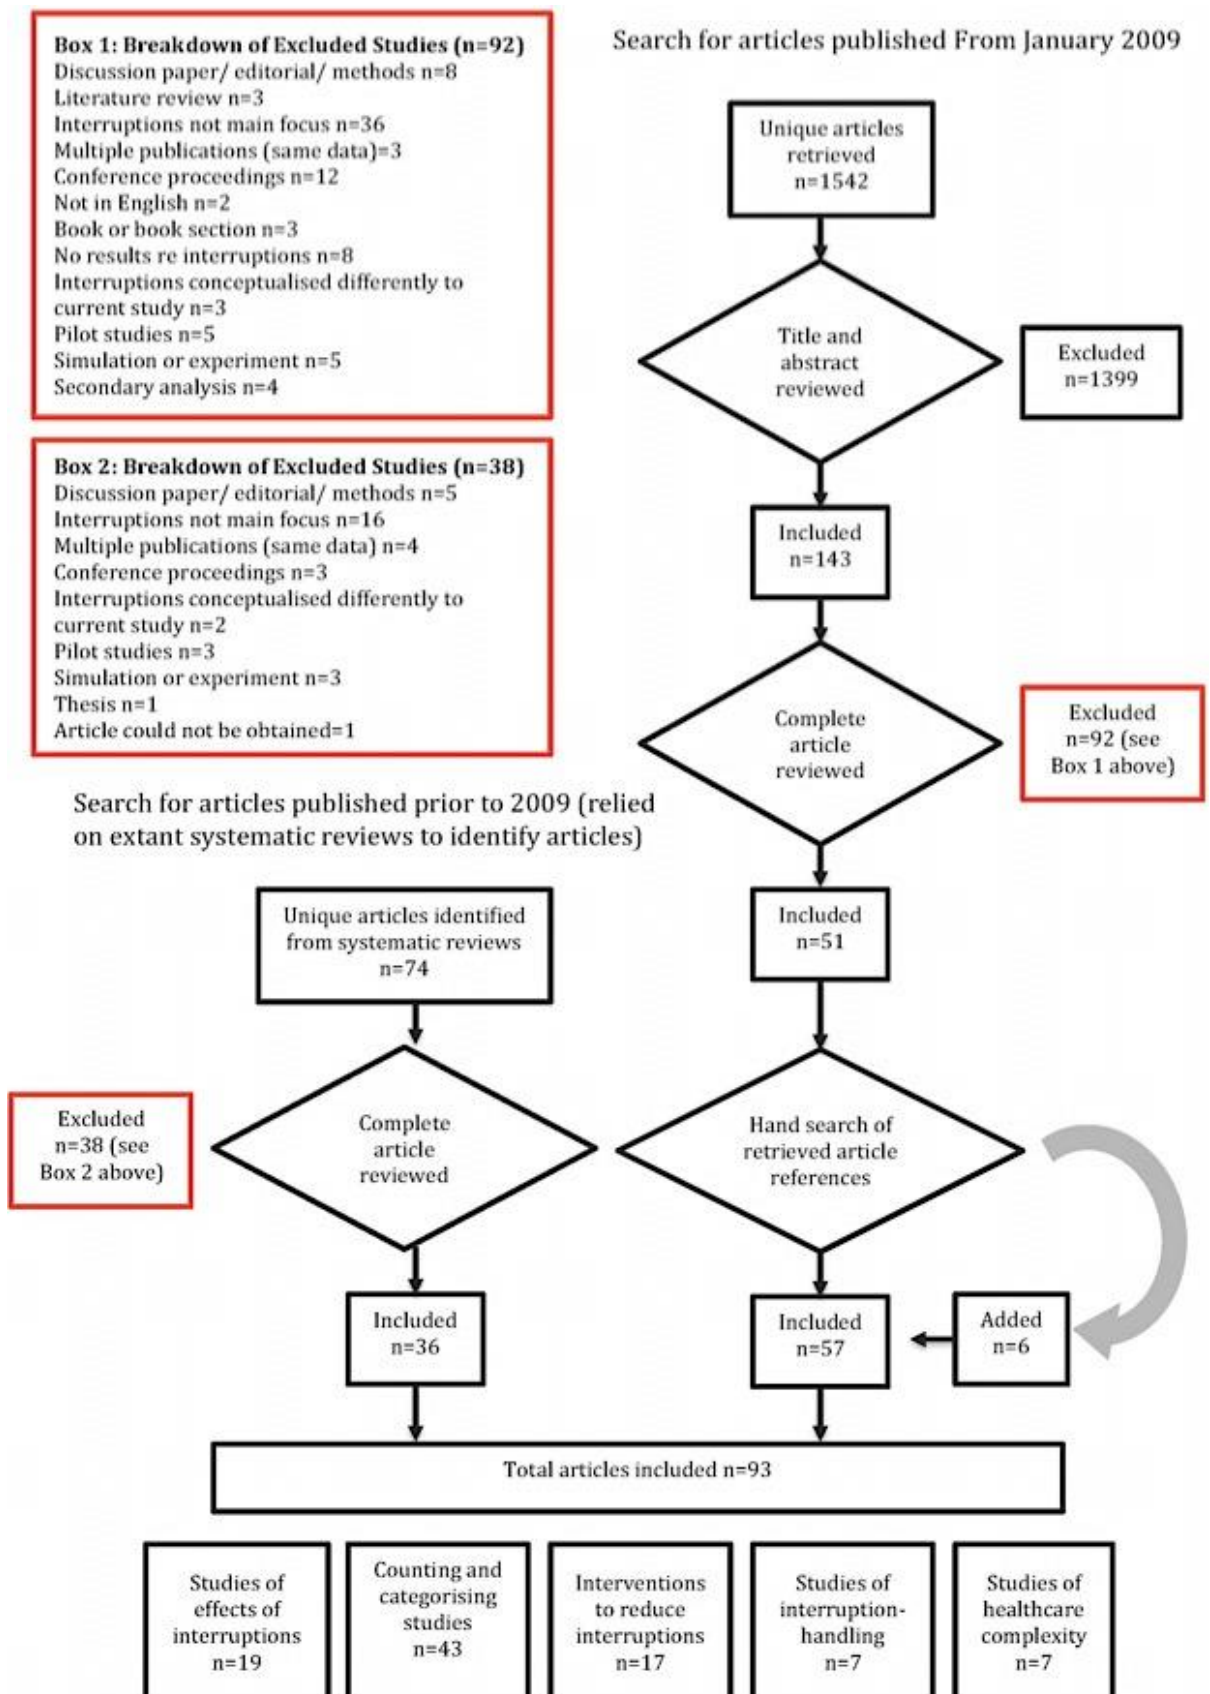 Box 1: Breakdown of Excluded Studies (n=92)
Discussion paper/ editorial/ methods n=8
Literature review n=3
Interruptions not main focus n=36
Multiple publications (same data)=3
Conference proceedings n=12
Not in English n=2
Book or book section n=3
No results re interruptions n=8
Interruptions conceptualised differently to
current study n=3
Pilot studies n=5
Simulation or experiment n=5
Secondary analysis n=4
Box 2: Breakdown of Excluded Studies (n=38)
Discussion paper/ editorial/ methods n=5
Interruptions not main focus n=16
Multiple publications (same data) n=4
Conference proceedings n=3
Interruptions conceptualised differently to
current study n=2
Pilot studies n=3
Simulation or experiment n=3
Thesis n=1
Article could not be obtained=1
Search for articles published From January 2009
Unique articles
retrieved
n=1542
Title and
abstract
reviewed
Excluded
n=1399
Included
n=143
Complete
article
reviewed
Excluded
n=92 (see
Box 1 above)
Included
n=51
Hand search of
retrieved article
references
Added
n=6
Included
n=57
Search for articles published prior to 2009 (relied
on extant systematic reviews to identify articles)
Unique articles identified
from systematic reviews
n=74
Complete
article
reviewed
Excluded
n=38 (see
Box 2 above)
Included
n=36
Total articles included n=93
Studies of
effects of
interruptions
n=19
Counting and
categorising
studies
n=43
Interventions
to reduce
interruptions
n=17
Studies of
interruption-
handling
n=7
Studies of
healthcare
complexity
n=7